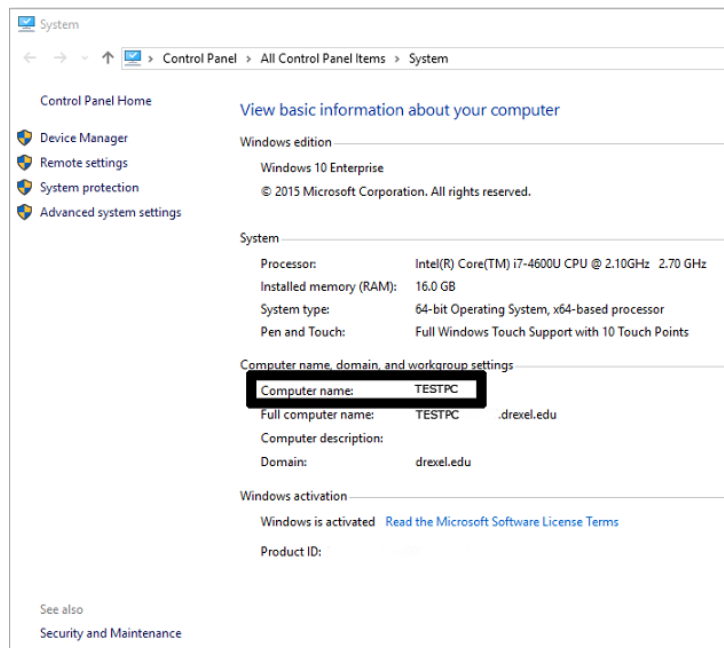 System
Control Panel > All Control Panel Items > System
Control Panel Home
Device Manager
Remote settings
System protection
Advanced system settings
View basic information about your computer
Windows edition
Windows 10 Enterprise
© 2015 Microsoft Corporation. All rights reserved.
System
Processor: Intel(R) Core(TM) i7-4600U CPU @ 2.10GHz 2.70 GHz
Installed memory (RAM): 16.0 GB
System type: 64-bit Operating System, x64-based processor
Pen and Touch: Full Windows Touch Support with 10 Touch Points
Computer name, domain, and workgroup settings
Computer name: TESTPC
Full computer name: TESTPC .drexel.edu
Computer description:
Domain: drexel.edu
Windows activation
Windows is activated Read the Microsoft Software License Terms
Product ID:
See also
Security and Maintenance